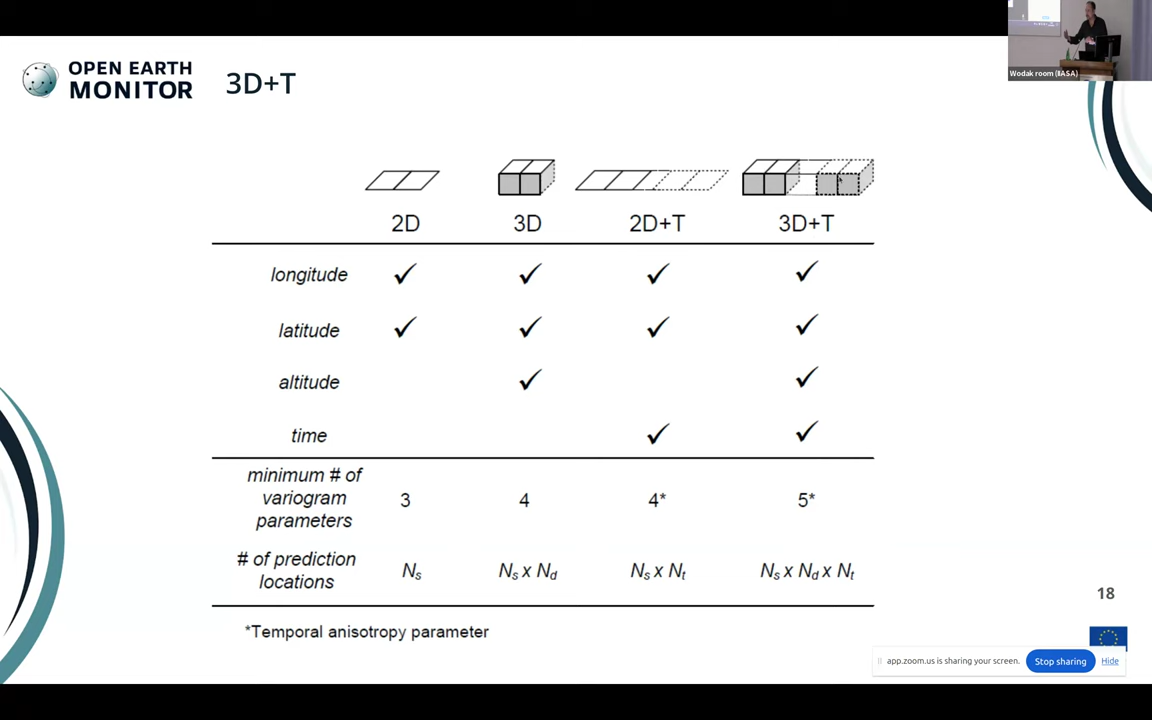 Wodak room (IIASA)
OPEN EARTH
MONITOR
3D+T
2D 3D 2D+T 3D+T
longitude ✓ ✓ ✓ ✓
latitude ✓ ✓ ✓ ✓
altitude ✓ ✓
time ✓ ✓
minimum # of
variogram
parameters
3 4 4* 5*
# of prediction
locations
Ns Ns x Nd Ns x Nt Ns x Nd x Nt
*Temporal anisotropy parameter
18
app.zoom.us is sharing your screen. Stop sharing Hide